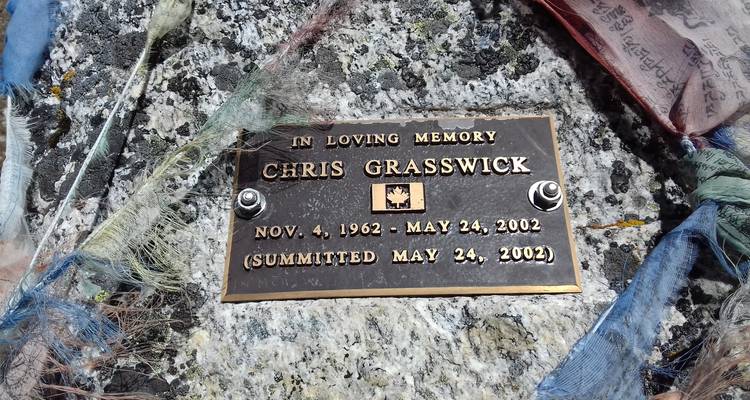 IN LOVING MEMORY
CHRIS GRASSWICK
NOV. 4, 1962 - MAY 24, 2002
(SUMMITTED MAY 24, 2002)